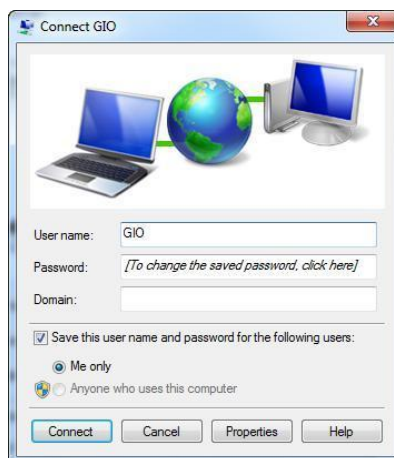 Connect GIO
User name: GIO
Password: [To change the saved password, click here]
Domain:
Save this user name and password for the following users:
Me only
Anyone who uses this computer
Connect Cancel Properties Help